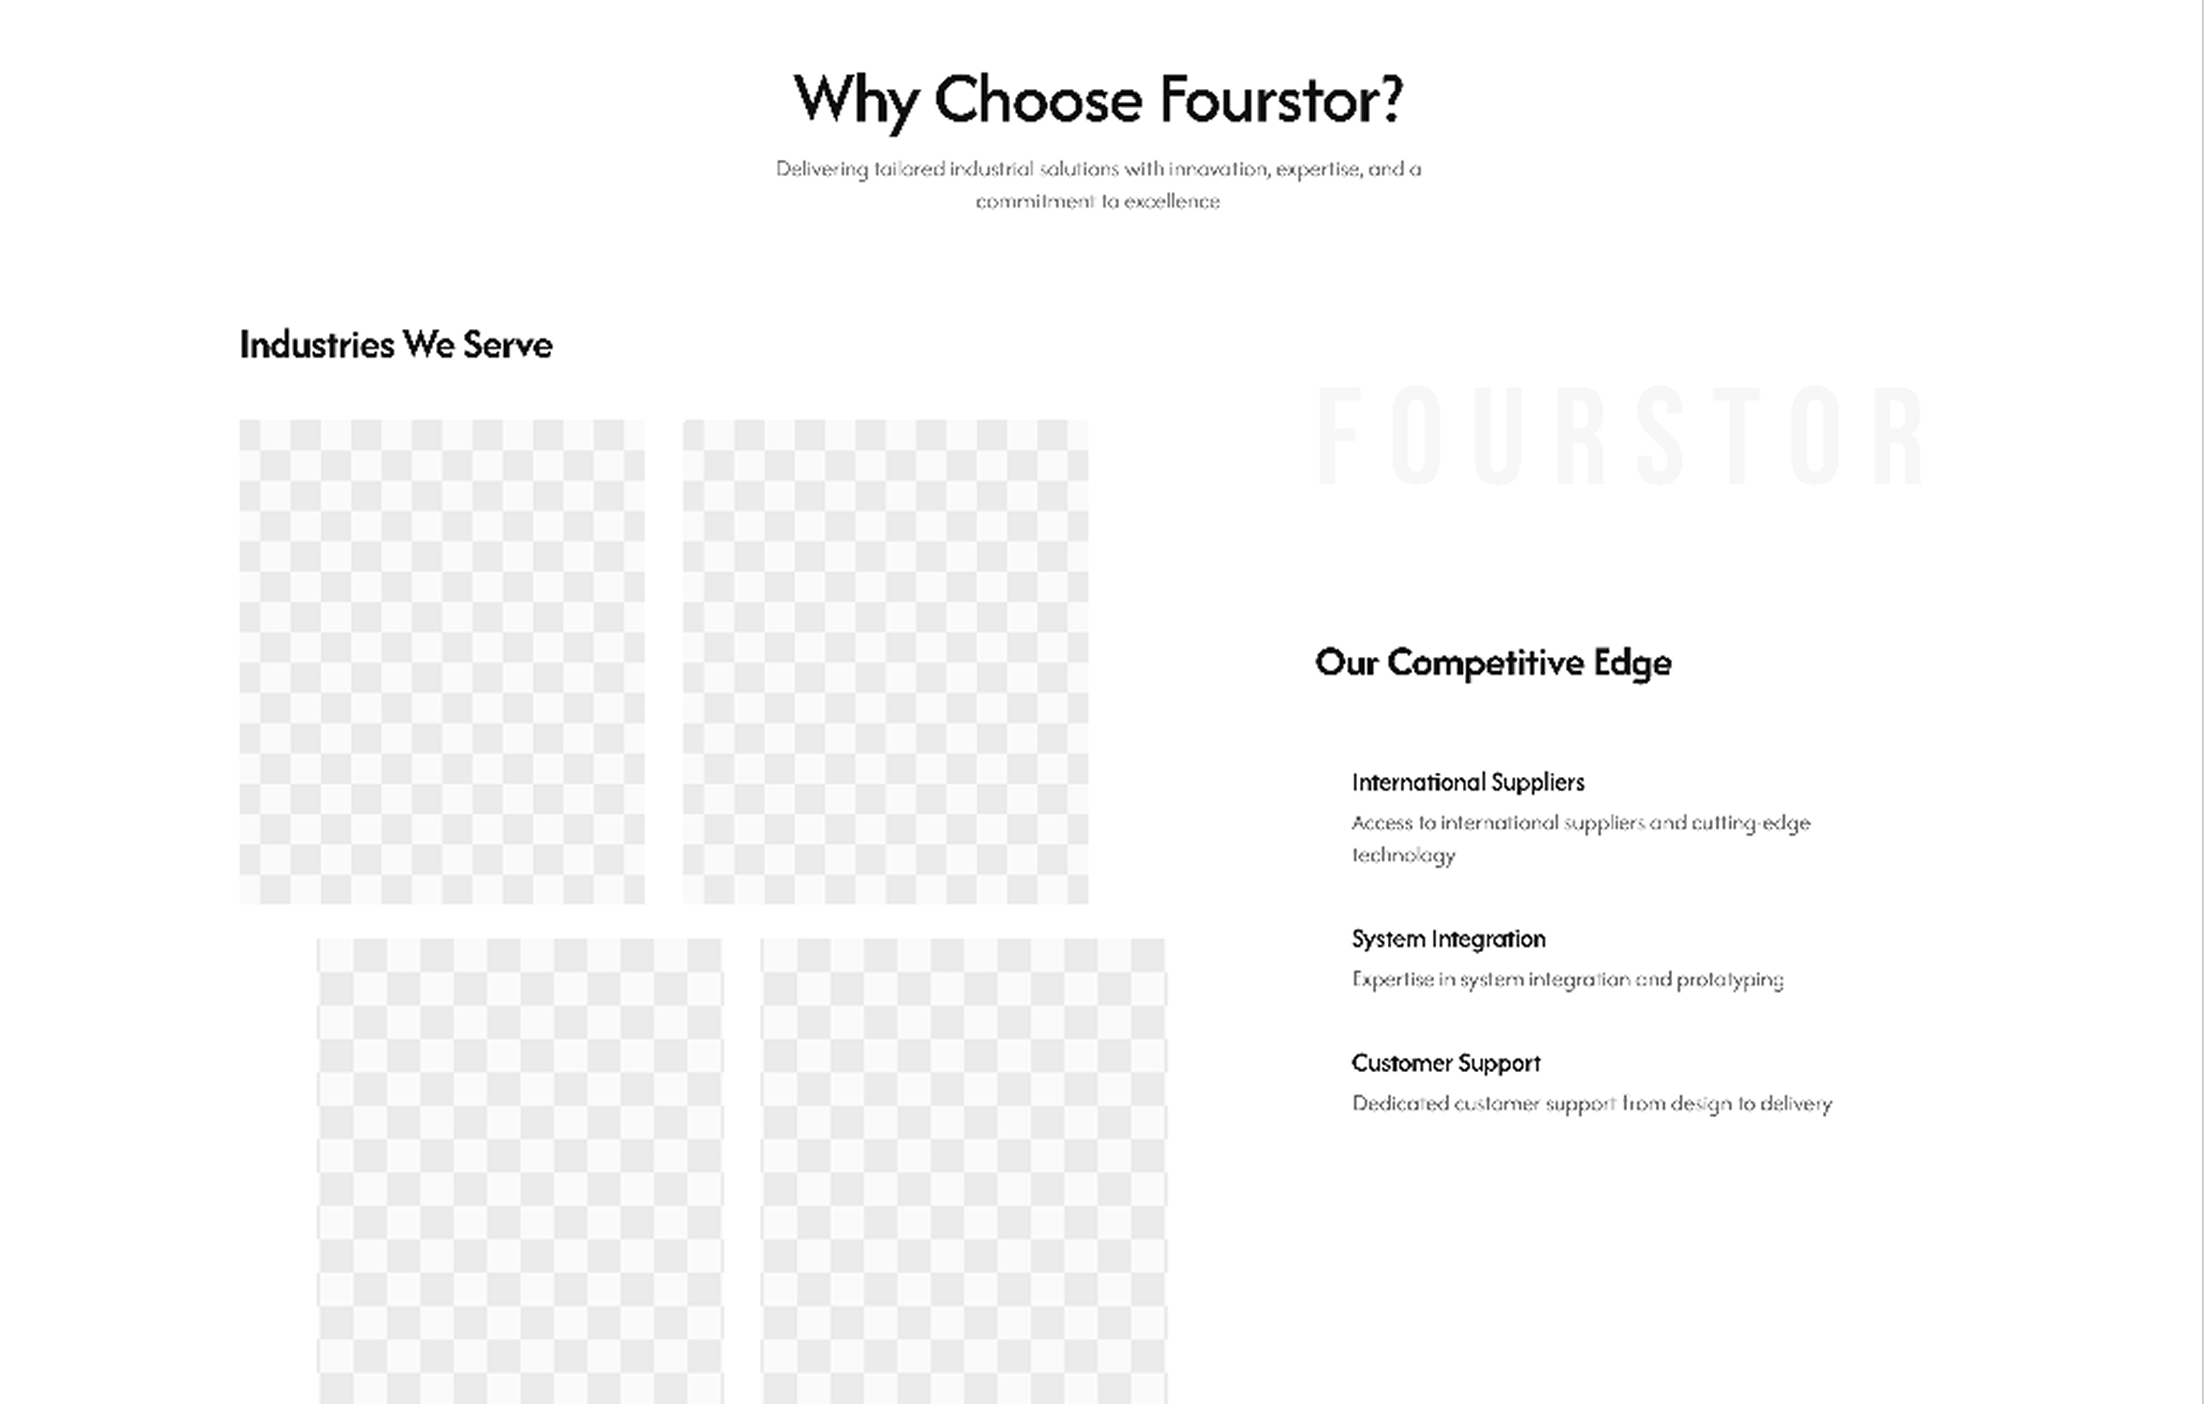 Why Choose Fourstor?
Delivering tailored industrial solutions with innovation, expertise, and a
commitment to excellence
Industries We Serve
FOURSTOR
Our Competitive Edge
International Suppliers
Access to international suppliers and cutting-edge
technology
System Integration
Expertise in system integration and prototyping
Customer Support
Dedicated customer support from design to delivery